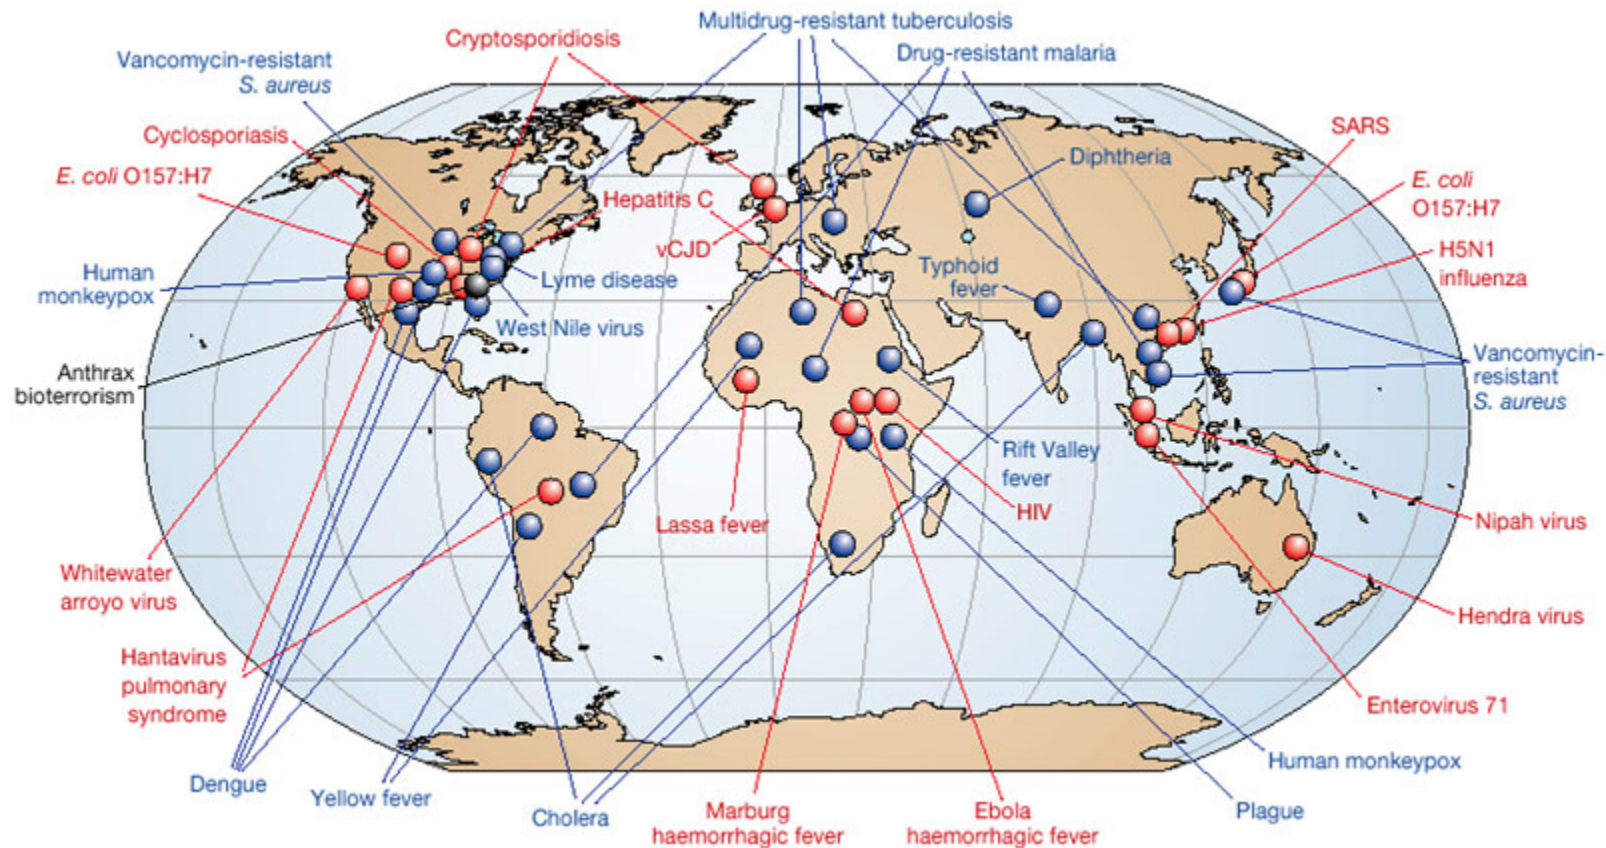 Multidrug-resistant tuberculosis
Cryptosporidiosis
Drug-resistant malaria
Vancomycin-resistant
S. aureus
Cyclosporiasis
SARS
Diphtheria
E. coli O157:H7
E. coli
O157:H7
Hepatitis C
vCJD
H5N1
influenza
Human
monkeypox
Lyme disease
Typhoid
fever
West Nile virus
Anthrax
bioterrorism
Vancomycin-
resistant
S. aureus
Rift Valley
fever
HIV
Lassa fever
Nipah virus
Whitewater
arroyo virus
Hendra virus
Hantavirus
pulmonary
syndrome
Enterovirus 71
Human monkeypox
Dengue
Yellow fever
Cholera
Marburg
haemorrhagic fever
Ebola
haemorrhagic fever
Plague